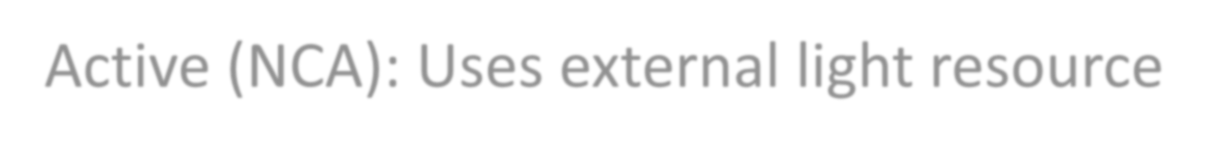 Active (NCA): Uses external light resource